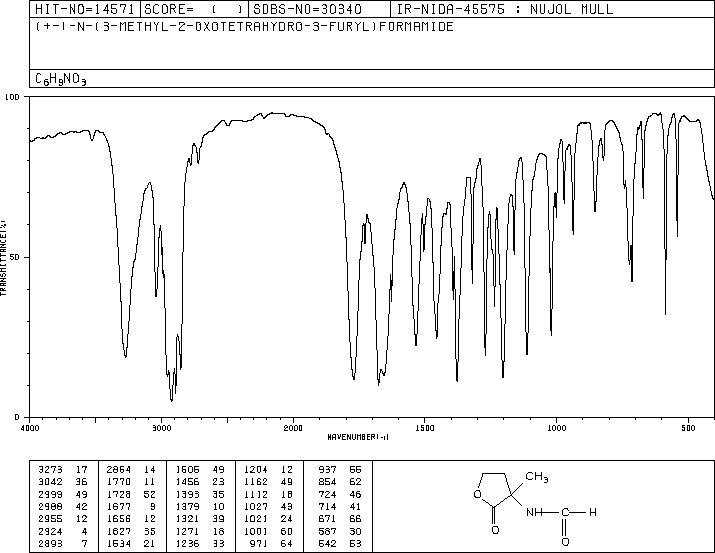 HIT-NO=14571 SCORE= ( ) SDBS-NO=30340 IR-NIDA-45575 : NUJOL MULL
(+-)-N-(3-METHYL-2-OXOTETRAHYDRO-3-FURYL)FORMAMIDE
C6H9NO3
100
50
0
TRANSMITTANCE(%)
4000 3000 2000 1500 1000 500
WAVENUMBER(-1)
3273 17 2854 14 1606 49 1204 12 937 55
3042 36 1770 11 1456 23 1162 49 854 62
2999 49 1728 52 1393 35 1112 18 724 46
2988 42 1677 9 1379 10 1027 43 714 41
2955 12 1656 12 1321 39 1021 24 671 66
2924 4 1627 35 1271 18 1001 60 587 30
2893 7 1534 21 1236 33 971 64 542 53
CH3
O
NH C H
O
O